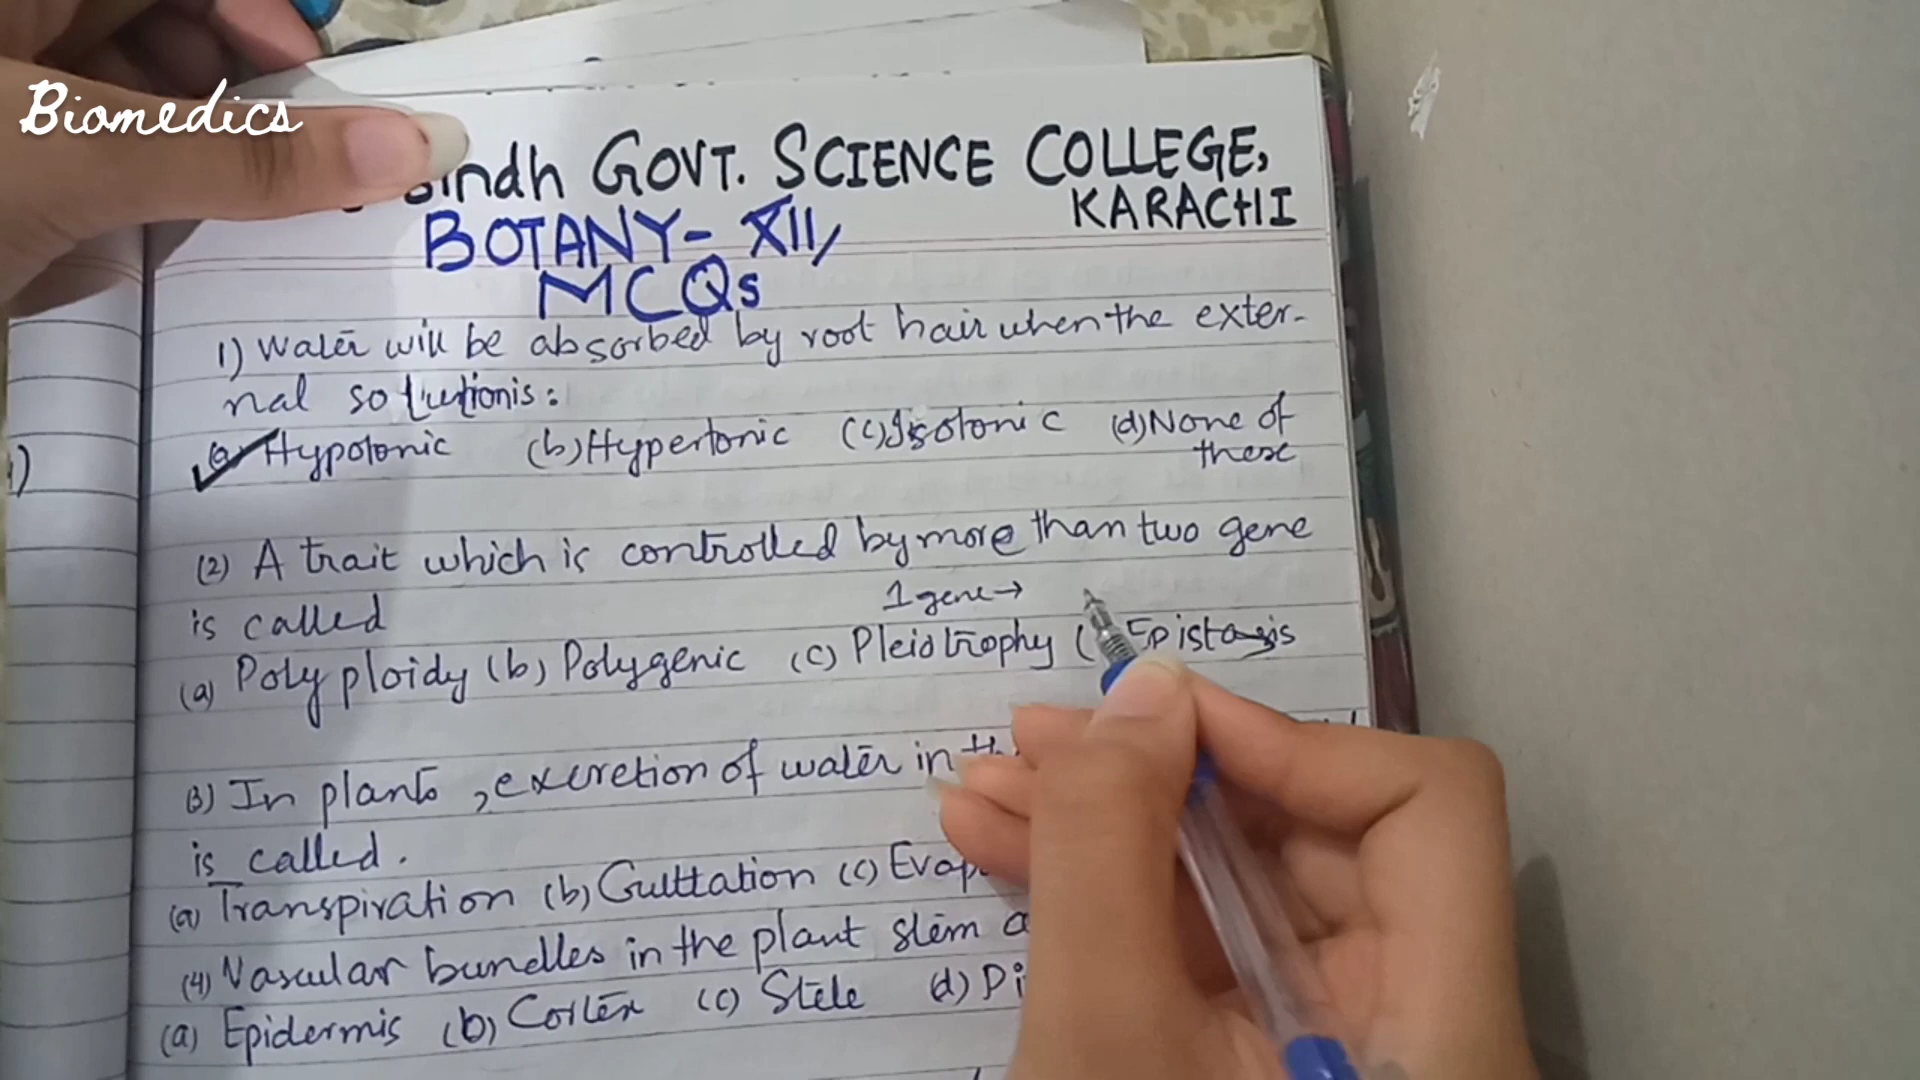 Biomedics
Sindh GOVT. SCIENCE COLLEGE,
KARACHI
BOTANY- XII,
MCQs
1) Water will be absorbed by root hair when the exter-
nal solution is:
(a) Hypotonic (b) Hypertonic (c) Isotonic (d) None of
these
(2) A trait which is controlled by more than two gene
is called
1 gene →
(a) Poly ploidy (b) Polygenic (c) Pleiotrophy ( Epistasis
(3) In plants, excretion of water in
is called.
(a) Transpiration (b) Guttation (c)
(4) Vascular bundles in the plant stem
(a) Epidermis (b) Cortex (c) Stele (d)